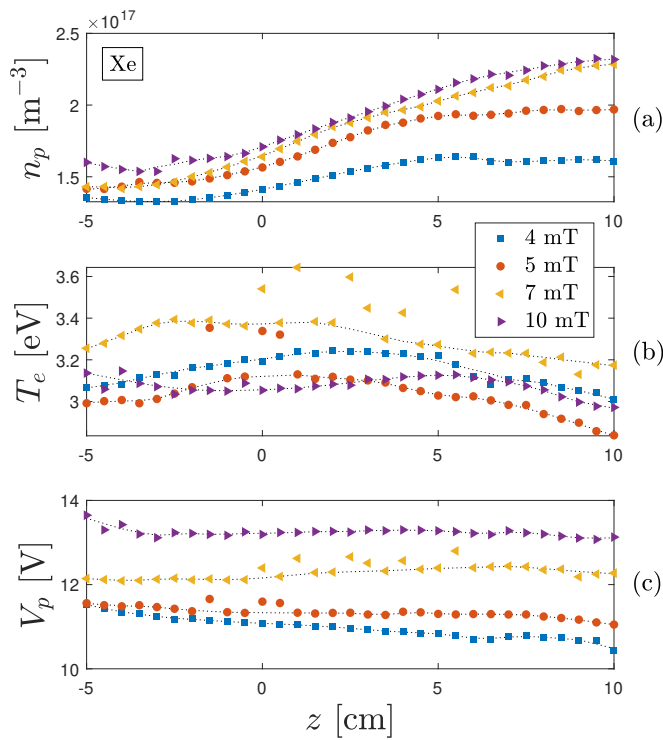 ×10^17
2.5
2
1.5
n_p [m^−3]
Xe
(a)
-5
0
5
10
4 mT
5 mT
7 mT
10 mT
3.6
3.4
3.2
3
T_e [eV]
(b)
-5
0
5
10
14
12
10
V_p [V]
(c)
-5
0
5
10
z [cm]